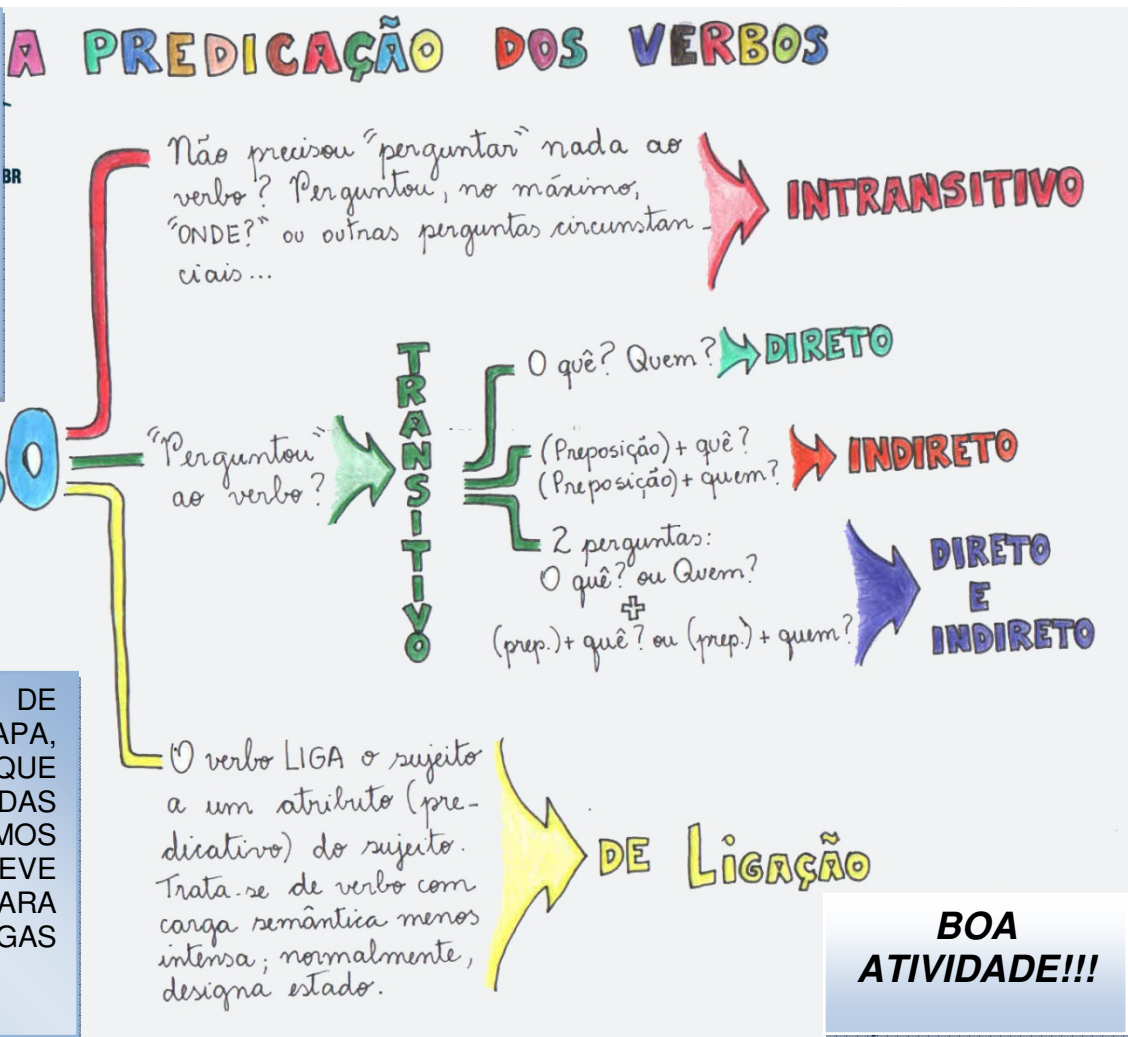 A PREDICAÇÃO DOS VERBOS
BR
Não precisou "perguntar" nada ao
verbo? Perguntou, no máximo,
"ONDE?" ou outras perguntas circunstan-
ciais...
INTRANSITIVO
O
"Perguntou"
ao verbo?
TRANSITIVO
O quê? Quem?
DIRETO
(Preposição) + quê?
(Preposição) + quem?
INDIRETO
2 perguntas:
O quê? ou Quem?
+
(prep.) + quê? ou (prep.) + quem?
DIRETO
E
INDIRETO
O verbo LIGA o sujeito
a um atributo (pre-
dicativo) do sujeito.
Trata-se de verbo com
carga semântica menos
intensa; normalmente,
designa estado.
DE LIGAÇÃO
DE
APA,
QUE
DAS
MOS
EVE
ARA
GAS
BOA
ATIVIDADE!!!